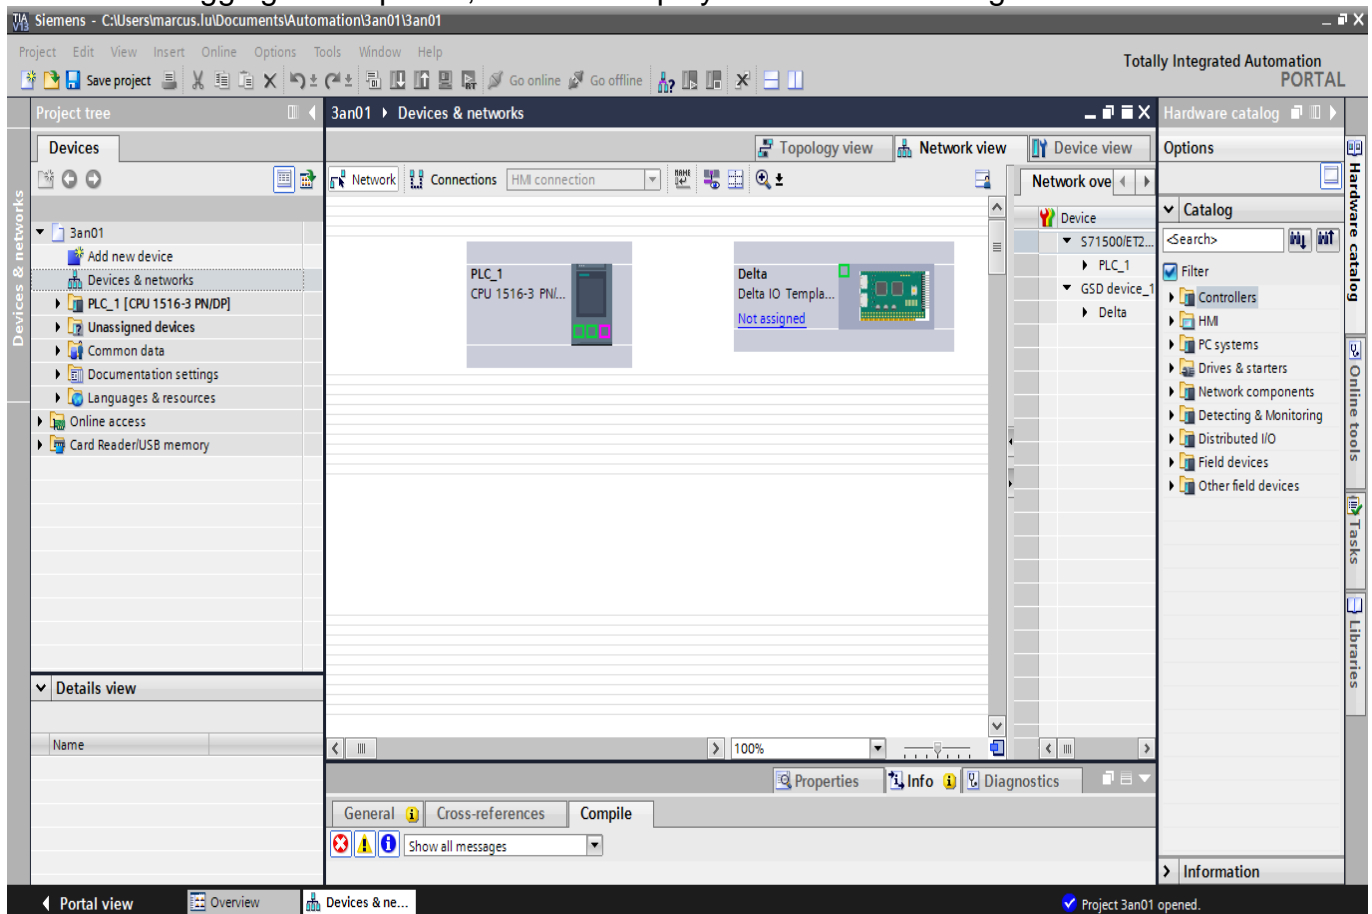 TIA V13 Siemens - C:\Users\marcus.lu\Documents\Automation\3an01\3an01
Project Edit View Insert Online Options Tools Window Help
Totally Integrated Automation
PORTAL
Save project Go online Go offline
Project tree
3an01 Devices & networks
Hardware catalog
Devices
Topology view Network view Device view
Options
Network Connections HMI connection
Network ove
Catalog
<Search>
Filter
Controllers
HMI
PC systems
Drives & starters
Network components
Detecting & Monitoring
Distributed I/O
Field devices
Other field devices
Information
3an01
Add new device
Devices & networks
PLC_1 [CPU 1516-3 PN/DP]
Unassigned devices
Common data
Documentation settings
Languages & resources
Online access
Card Reader/USB memory
PLC_1
CPU 1516-3 PN/...
Delta
Delta IO Templa...
Not assigned
Device
S71500/ET2...
PLC_1
GSD device_1
Delta
Details view
Name
100%
Properties Info Diagnostics
General Cross-references Compile
Show all messages
Devices & networks
Hardware catalog
Online tools
Tasks
Libraries
Portal view Overview Devices & ne...
Project 3an01 opened.